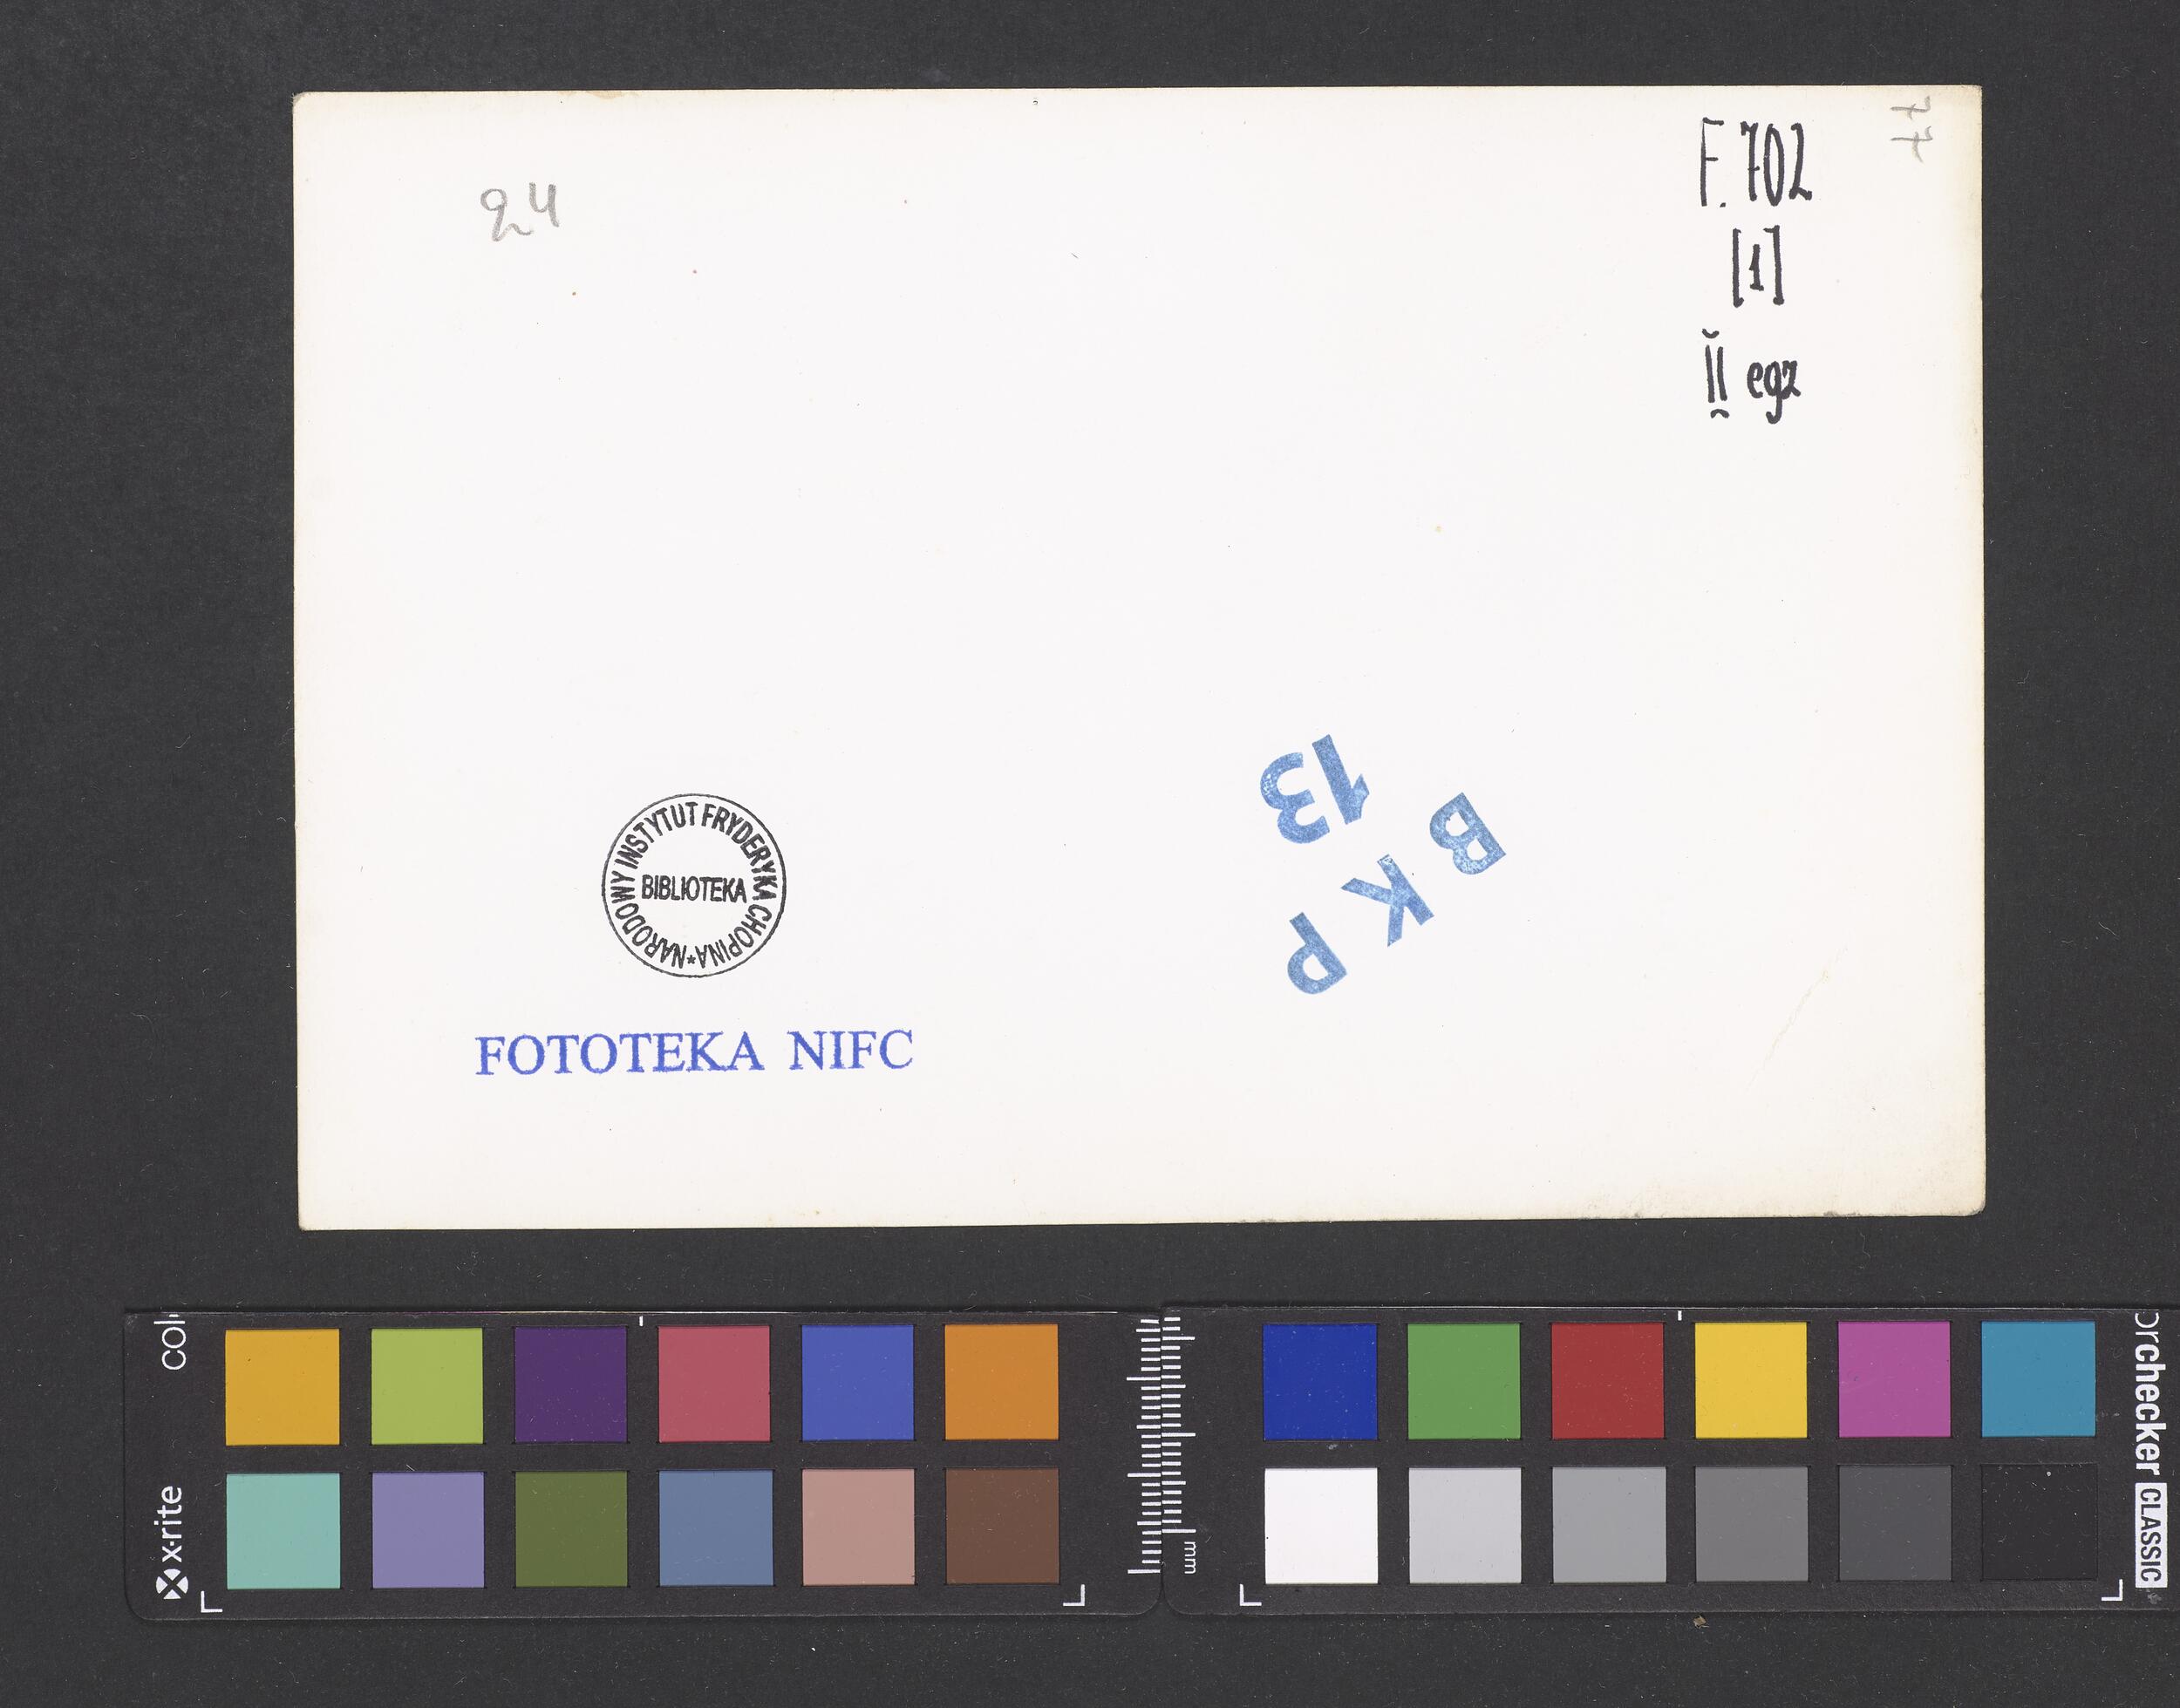 77
F. 702
[1]
II egz
24
13
B K P
NARODOWY INSTYTUT FRYDERYKA CHOPINA *
BIBLIOTEKA
FOTOTEKA NIFC
x-rite
mm
checker CLASSIC